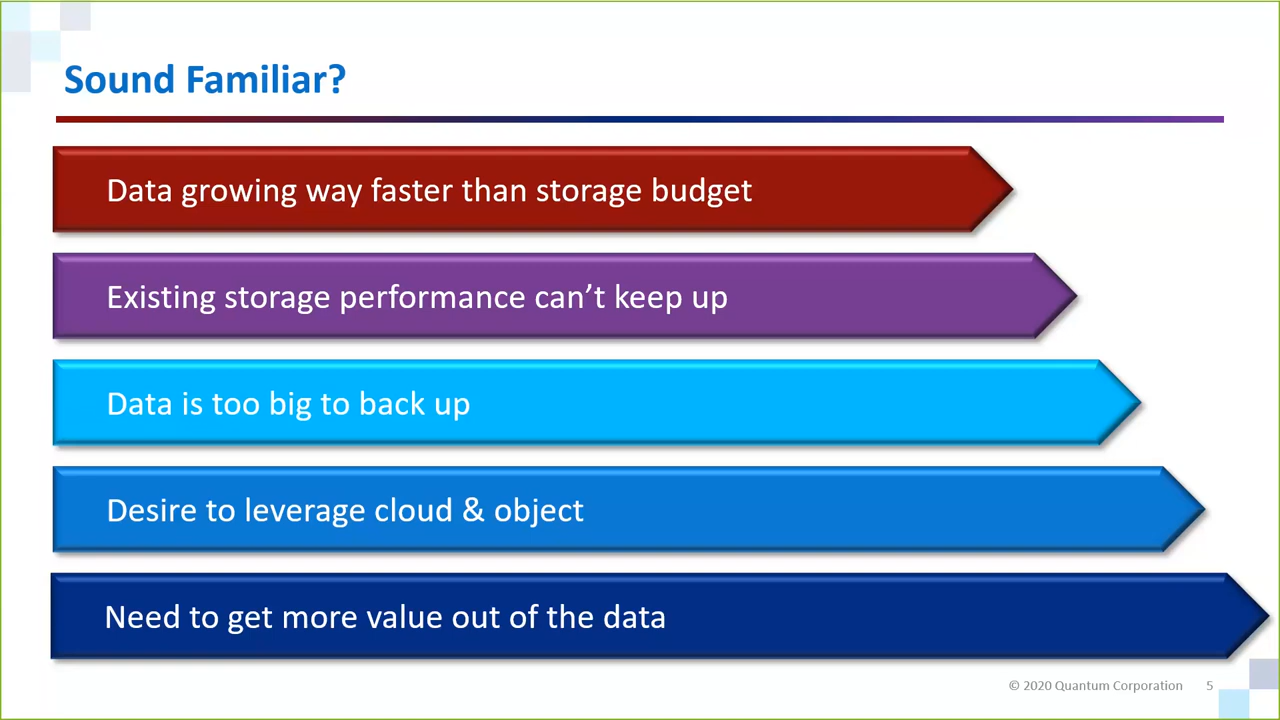 Sound Familiar?
Data growing way faster than storage budget
Existing storage performance can’t keep up
Data is too big to back up
Desire to leverage cloud & object
Need to get more value out of the data
© 2020 Quantum Corporation 5